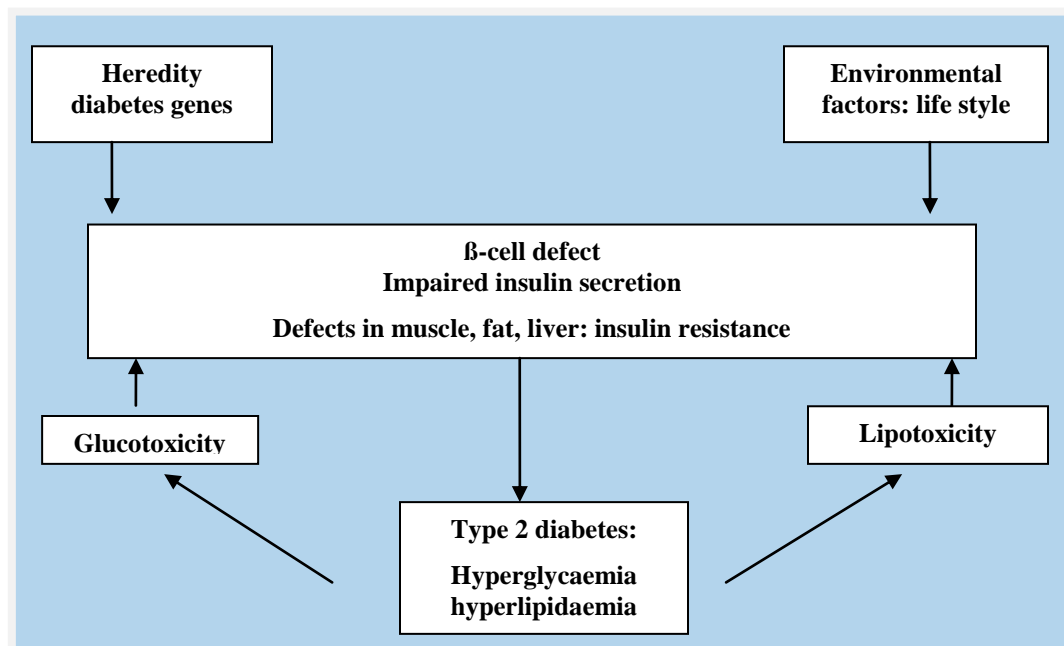 Heredity
diabetes genes
Environmental
factors: life style
ß-cell defect
Impaired insulin secretion
Defects in muscle, fat, liver: insulin resistance
Glucotoxicity
Lipotoxicity
Type 2 diabetes:
Hyperglycaemia
hyperlipidaemia